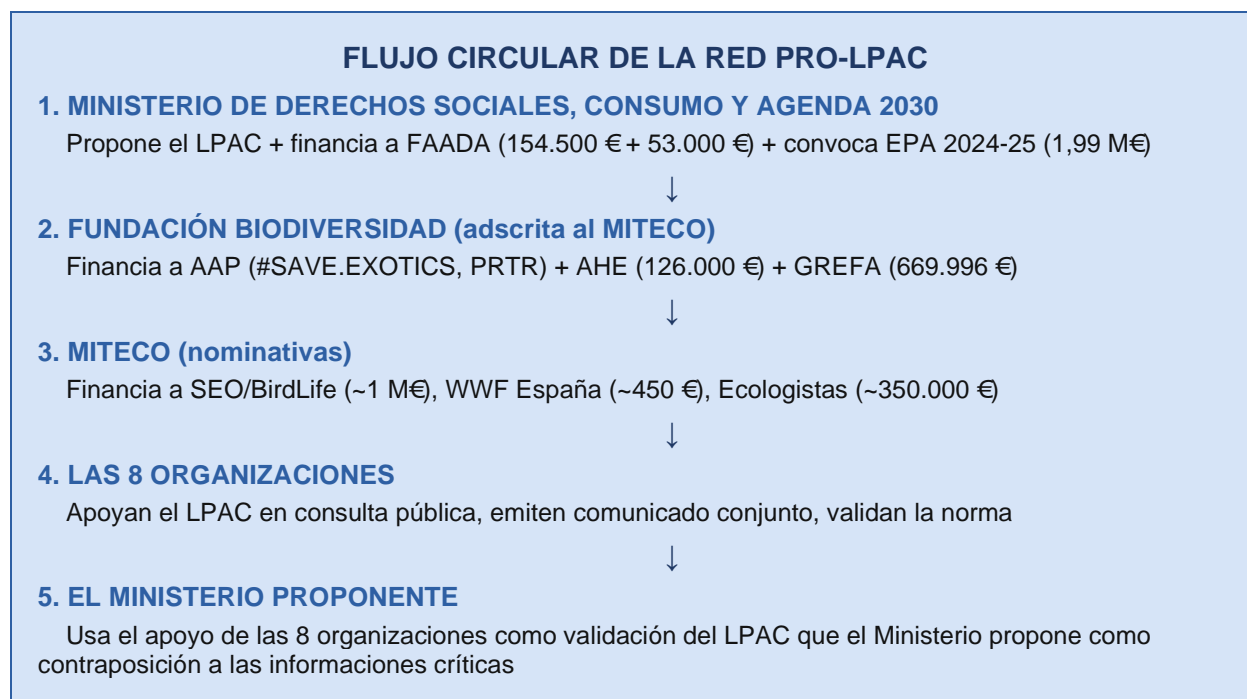 FLUJO CIRCULAR DE LA RED PRO-LPAC
1. MINISTERIO DE DERECHOS SOCIALES, CONSUMO Y AGENDA 2030
Propone el LPAC + financia a FAADA (154.500 € + 53.000 €) + convoca EPA 2024-25 (1,99 M€)
↓
2. FUNDACIÓN BIODIVERSIDAD (adscrita al MITECO)
Financia a AAP (#SAVE.EXOTICS, PRTR) + AHE (126.000 €) + GREFA (669.996 €)
↓
3. MITECO (nominativas)
Financia a SEO/BirdLife (~1 M€), WWF España (~450 €), Ecologistas (~350.000 €)
↓
4. LAS 8 ORGANIZACIONES
Apoyan el LPAC en consulta pública, emiten comunicado conjunto, validan la norma
↓
5. EL MINISTERIO PROPONENTE
Usa el apoyo de las 8 organizaciones como validación del LPAC que el Ministerio propone como
contraposición a las informaciones críticas